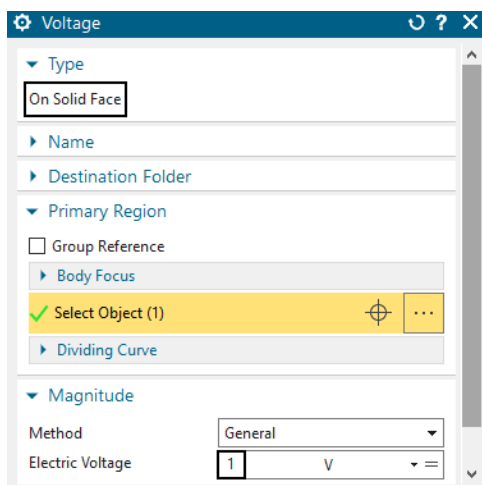 Voltage
Type
On Solid Face
Name
Destination Folder
Primary Region
Group Reference
Body Focus
Select Object (1)
Dividing Curve
Magnitude
Method General
Electric Voltage 1 V =